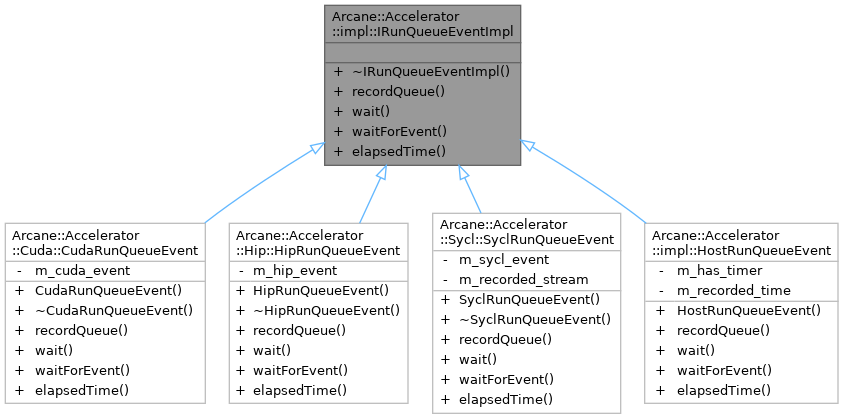 Arcane::Accelerator
::impl::IRunQueueEventImpl
+ ~IRunQueueEventImpl()
+ recordQueue()
+ wait()
+ waitForEvent()
+ elapsedTime()
Arcane::Accelerator
::Cuda::CudaRunQueueEvent
- m_cuda_event
+ CudaRunQueueEvent()
+ ~CudaRunQueueEvent()
+ recordQueue()
+ wait()
+ waitForEvent()
+ elapsedTime()
Arcane::Accelerator
::Hip::HipRunQueueEvent
- m_hip_event
+ HipRunQueueEvent()
+ ~HipRunQueueEvent()
+ recordQueue()
+ wait()
+ waitForEvent()
+ elapsedTime()
Arcane::Accelerator
::Sycl::SyclRunQueueEvent
- m_sycl_event
- m_recorded_stream
+ SyclRunQueueEvent()
+ ~SyclRunQueueEvent()
+ recordQueue()
+ wait()
+ waitForEvent()
+ elapsedTime()
Arcane::Accelerator
::impl::HostRunQueueEvent
- m_has_timer
- m_recorded_time
+ HostRunQueueEvent()
+ recordQueue()
+ wait()
+ waitForEvent()
+ elapsedTime()